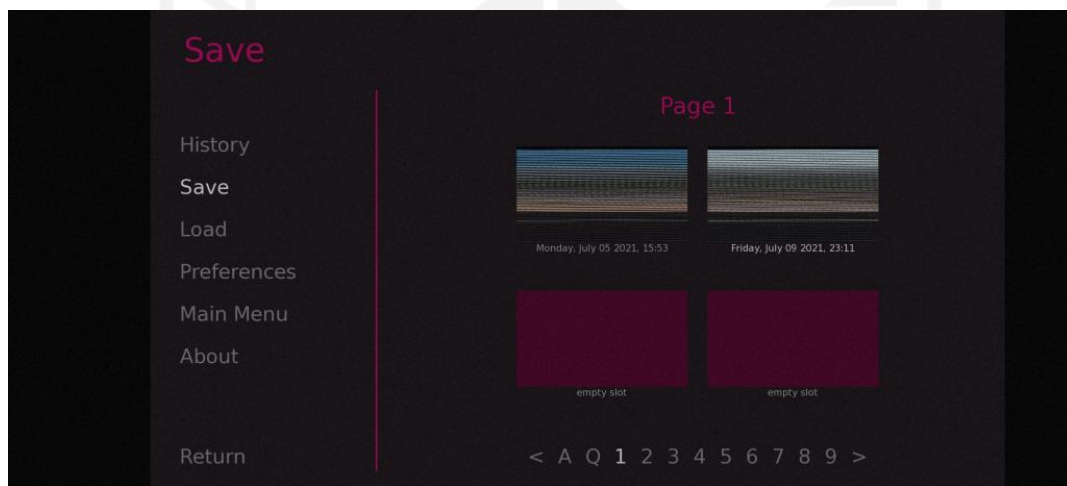 Save
History
Save
Load
Preferences
Main Menu
About
Return
Page 1
Monday, July 05 2021, 15:53
Friday, July 09 2021, 23:11
empty slot
empty slot
< A Q 1 2 3 4 5 6 7 8 9 >